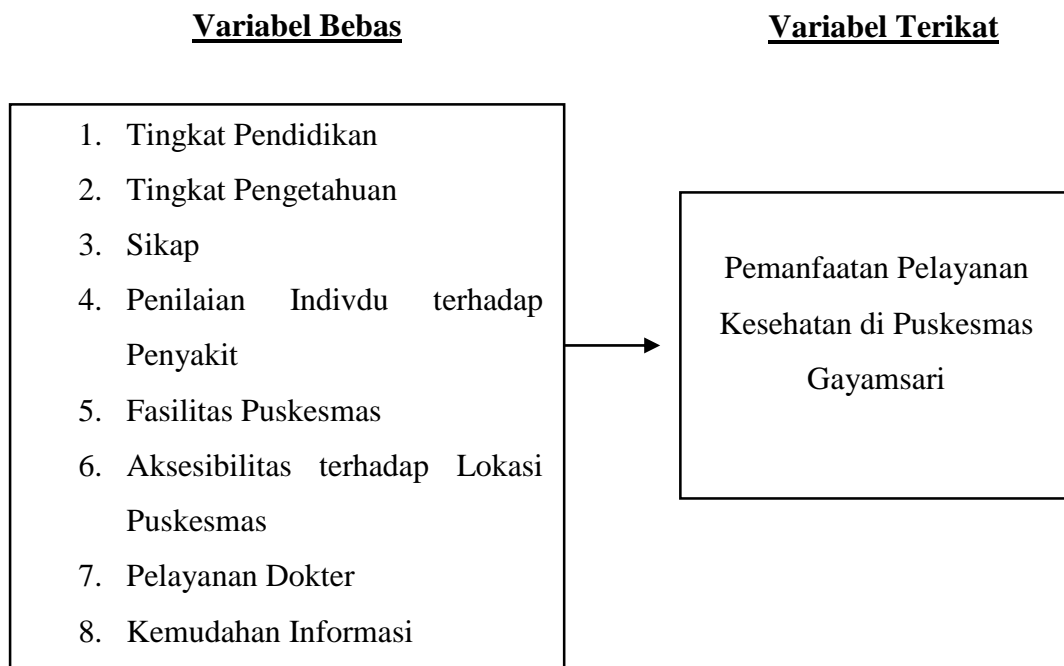 Variabel Bebas
Variabel Terikat
1. Tingkat Pendidikan
2. Tingkat Pengetahuan
3. Sikap
4. Penilaian Indivdu terhadap
Penyakit
5. Fasilitas Puskesmas
6. Aksesibilitas terhadap Lokasi
Puskesmas
7. Pelayanan Dokter
8. Kemudahan Informasi
Pemanfaatan Pelayanan
Kesehatan di Puskesmas
Gayamsari